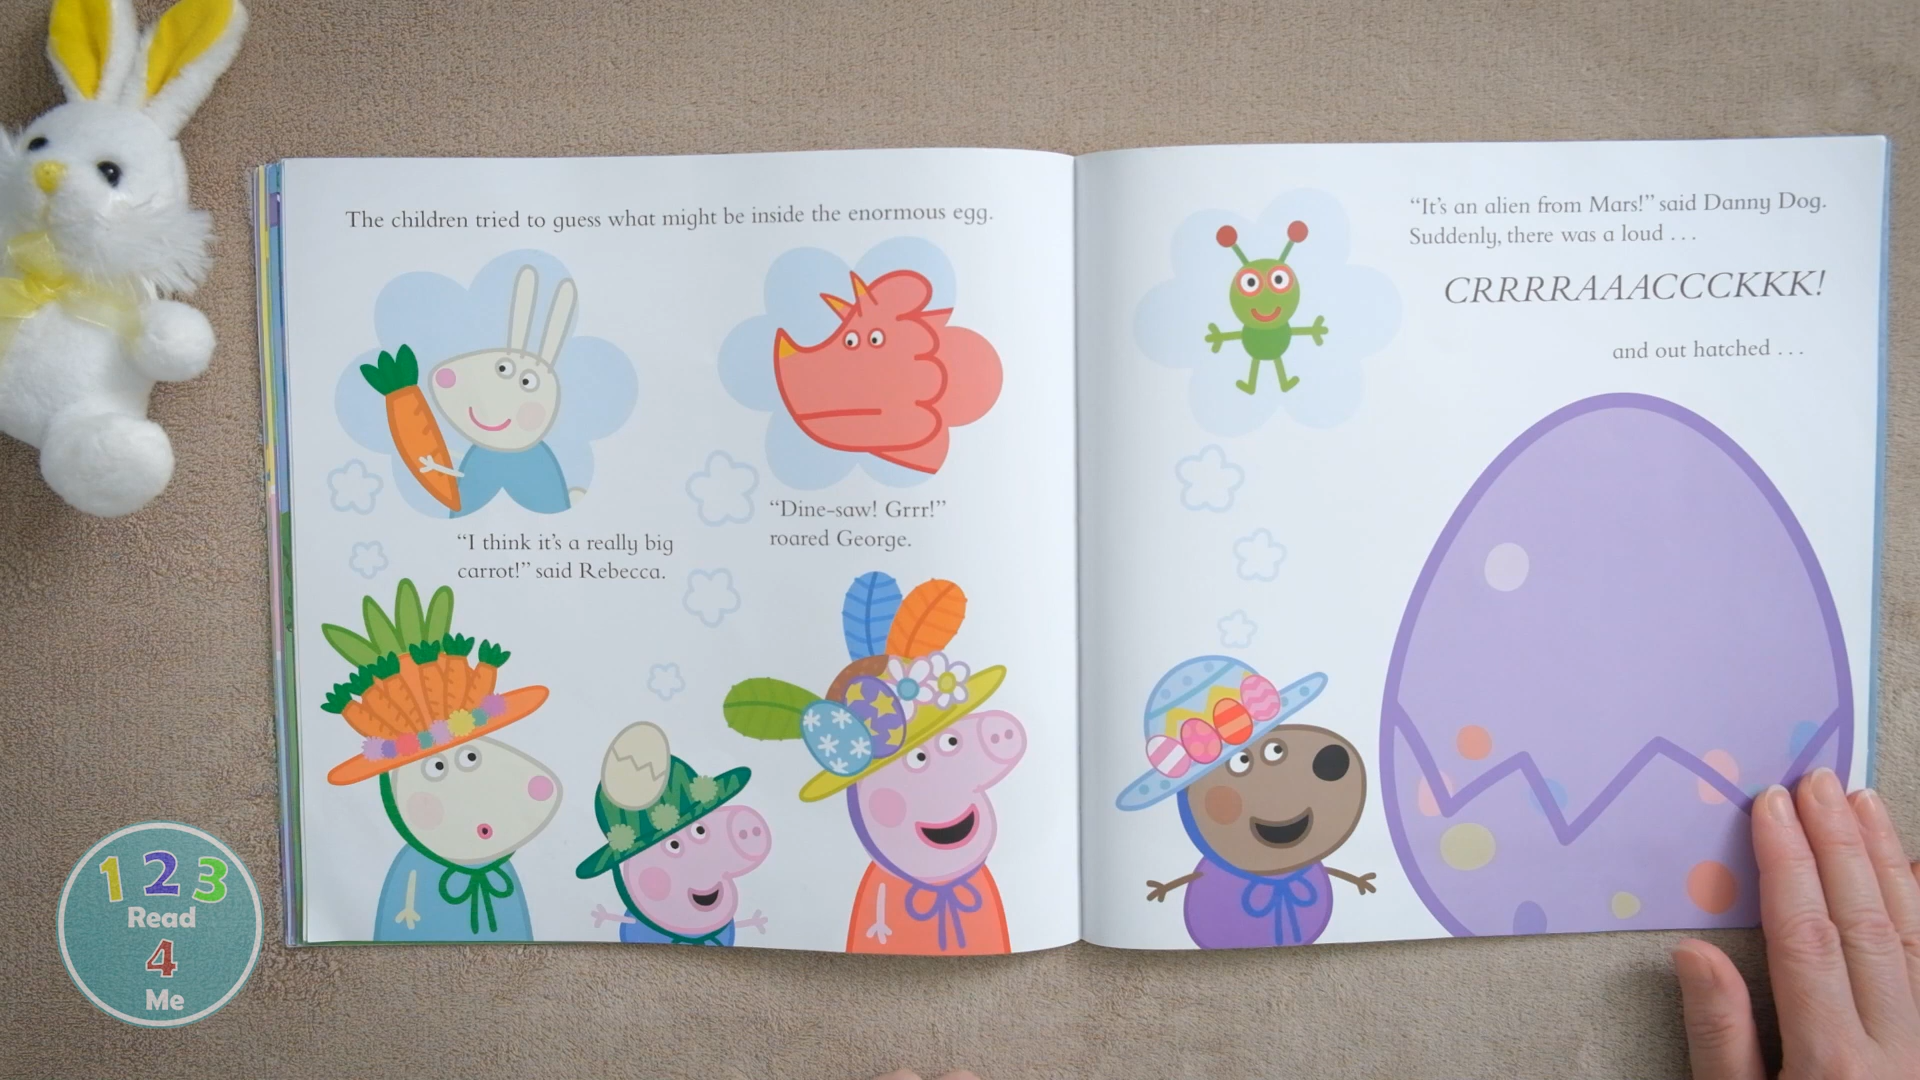 The children tried to guess what might be inside the enormous egg.
“I think it’s a really big
carrot!” said Rebecca.
“Dine-saw! Grrr!”
roared George.
“It’s an alien from Mars!” said Danny Dog.
Suddenly, there was a loud . . .
CRRRRAAACCCKKK!
and out hatched . . .
1 2 3
Read
4
Me